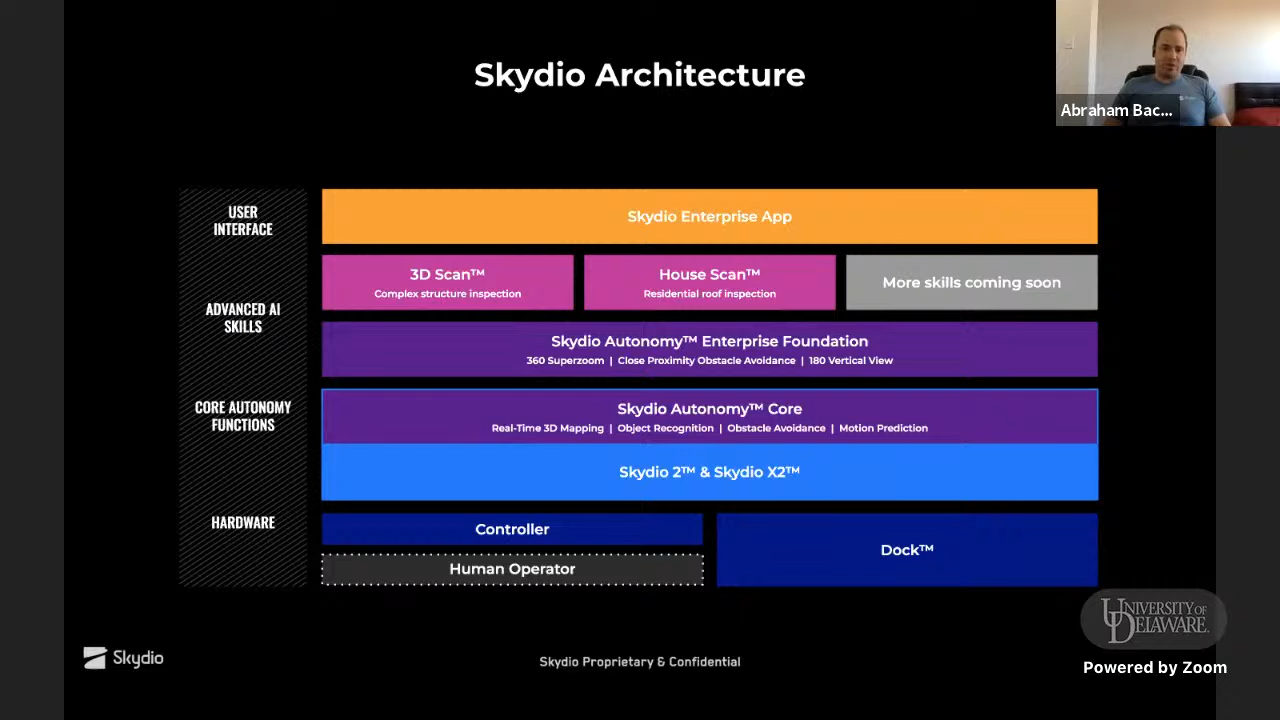 Skydio Architecture
Abraham Bac...
USER
INTERFACE
Skydio Enterprise App
ADVANCED AI
SKILLS
3D Scan™
Complex structure inspection
House Scan™
Residential roof inspection
More skills coming soon
Skydio Autonomy™ Enterprise Foundation
360 Superzoom | Close Proximity Obstacle Avoidance | 180 Vertical View
CORE AUTONOMY
FUNCTIONS
Skydio Autonomy™ Core
Real-Time 3D Mapping | Object Recognition | Obstacle Avoidance | Motion Prediction
Skydio 2™ & Skydio X2™
HARDWARE
Controller
Human Operator
Dock™
Skydio
Skydio Proprietary & Confidential
UNIVERSITY OF
DELAWARE
Powered by Zoom